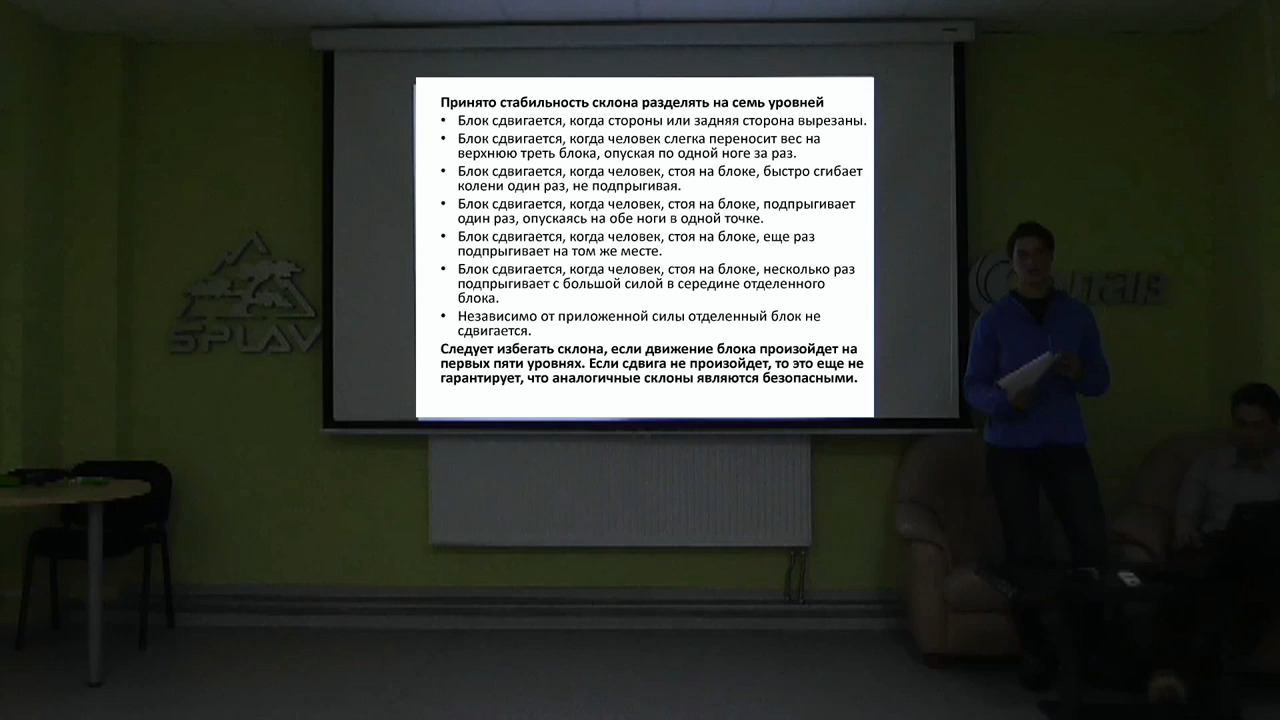 Принято стабильность склона разделять на семь уровней
• Блок сдвигается, когда стороны или задняя сторона вырезаны.
• Блок сдвигается, когда человек слегка переносит вес на
верхнюю треть блока, опуская по одной ноге за раз.
• Блок сдвигается, когда человек, стоя на блоке, быстро сгибает
колени один раз, не подпрыгивая.
• Блок сдвигается, когда человек, стоя на блоке, подпрыгивает
один раз, опускаясь на обе ноги в одной точке.
• Блок сдвигается, когда человек, стоя на блоке, еще раз
подпрыгивает на том же месте.
• Блок сдвигается, когда человек, стоя на блоке, несколько раз
подпрыгивает с большой силой в середине отделенного
блока.
• Независимо от приложенной силы отделенный блок не
сдвигается.
Следует избегать склона, если движение блока произойдет на
первых пяти уровнях. Если сдвига не произойдет, то это еще не
гарантирует, что аналогичные склоны являются безопасными.
SPLAV